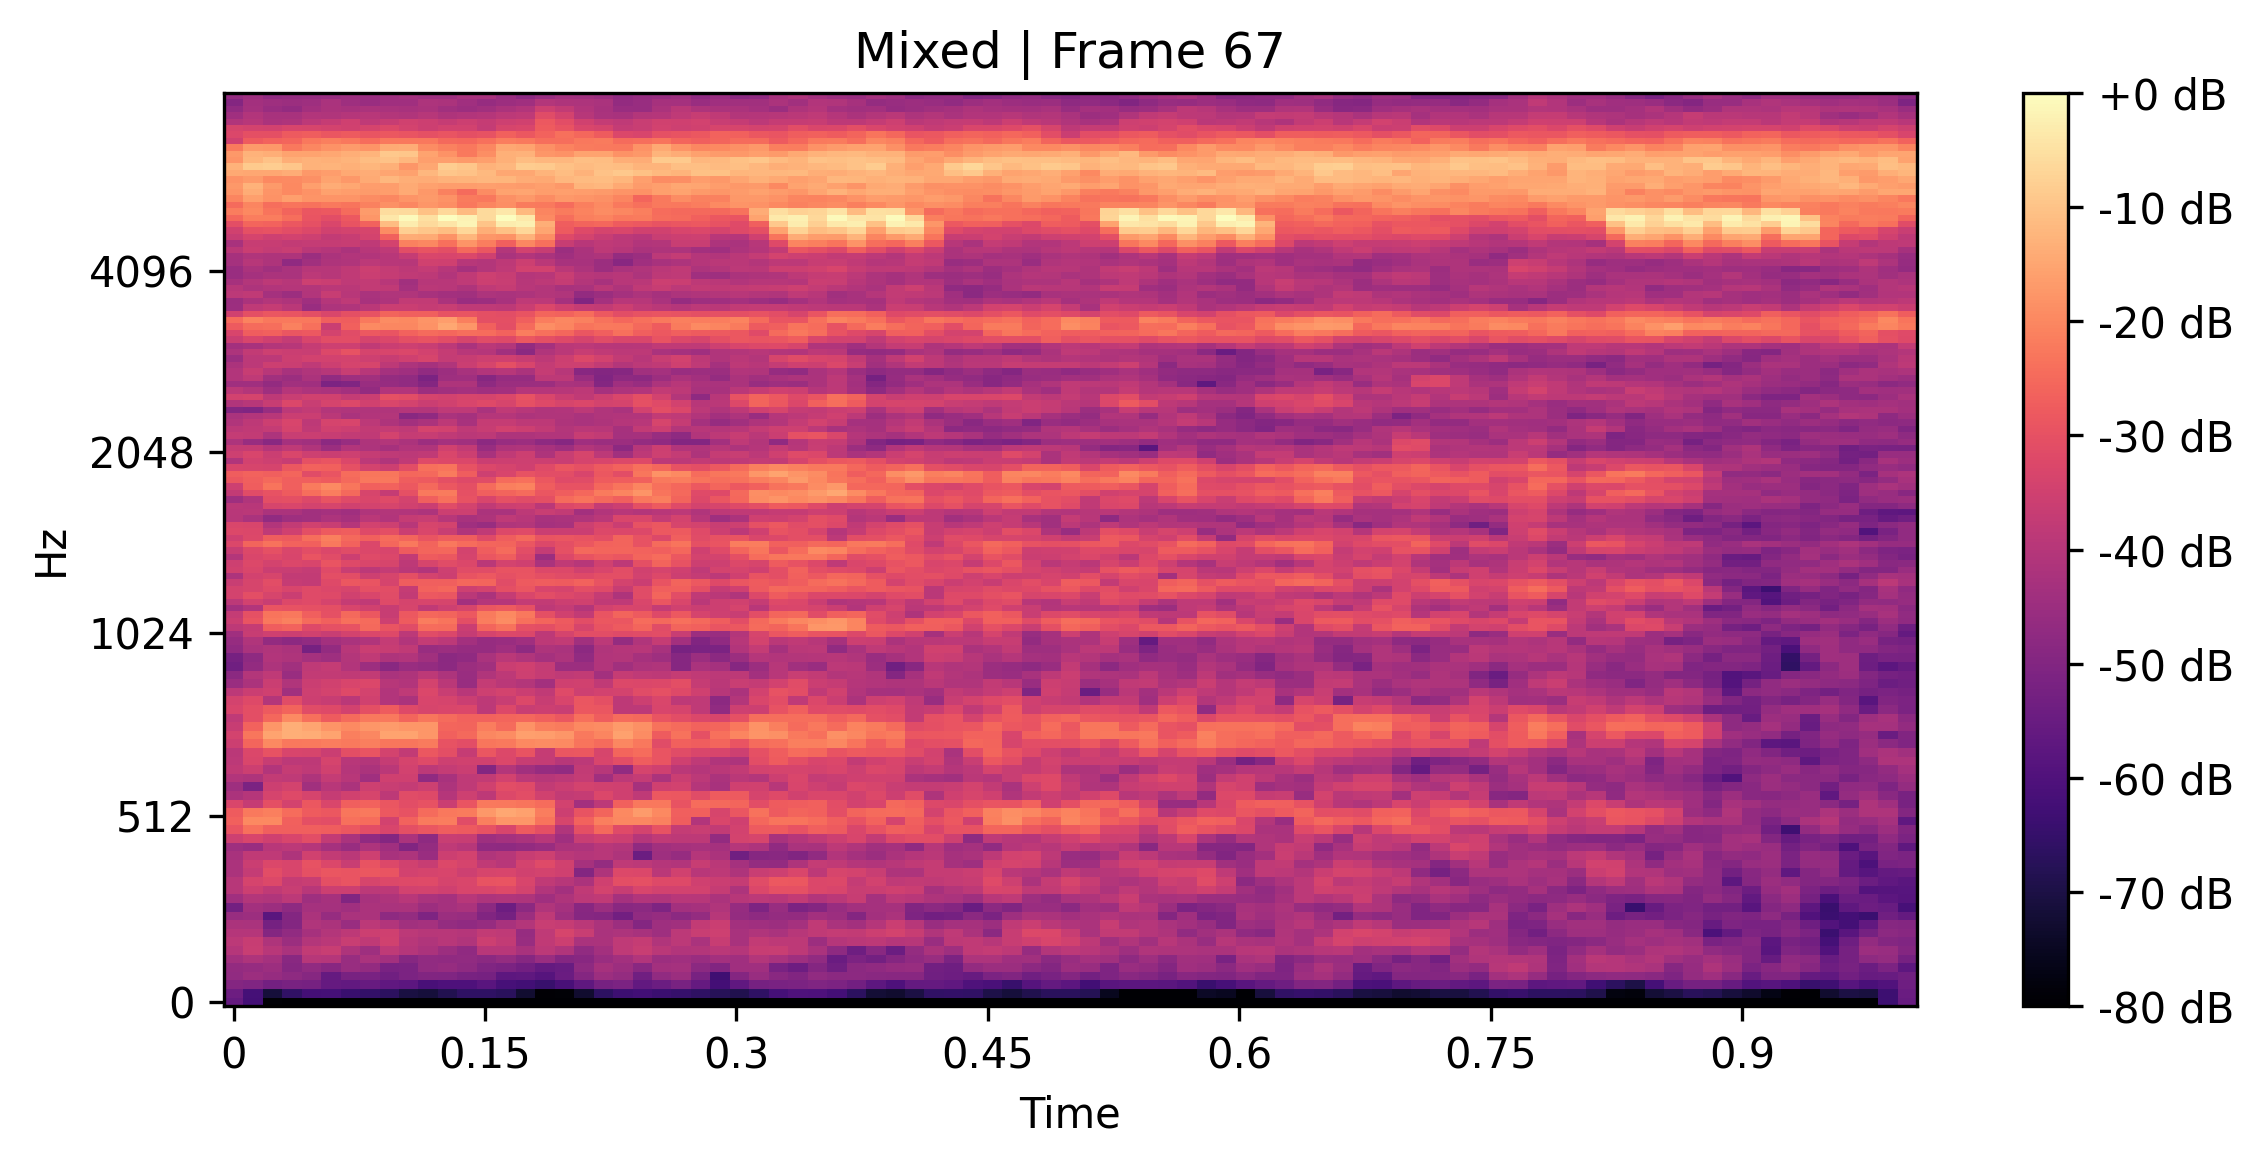 Mixed | Frame 67
+0 dB
-10 dB
-20 dB
-30 dB
-40 dB
-50 dB
-60 dB
-70 dB
-80 dB
Hz
4096
2048
1024
512
0
0 0.15 0.3 0.45 0.6 0.75 0.9
Time